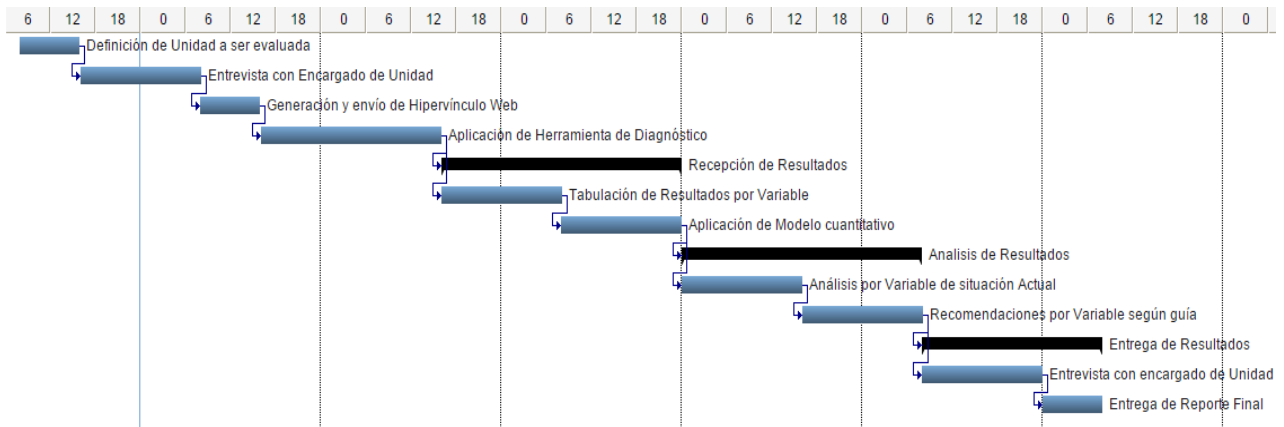 6 12 18 0 6 12 18 0 6 12 18 0 6 12 18 0 6 12 18 0 6 12 18 0 6 12 18 0
Definición de Unidad a ser evaluada
Entrevista con Encargado de Unidad
Generación y envío de Hipervínculo Web
Aplicación de Herramienta de Diagnóstico
Recepción de Resultados
Tabulación de Resultados por Variable
Aplicación de Modelo cuantitativo
Analisis de Resultados
Análisis por Variable de situación Actual
Recomendaciones por Variable según guía
Entrega de Resultados
Entrevista con encargado de Unidad
Entrega de Reporte Final